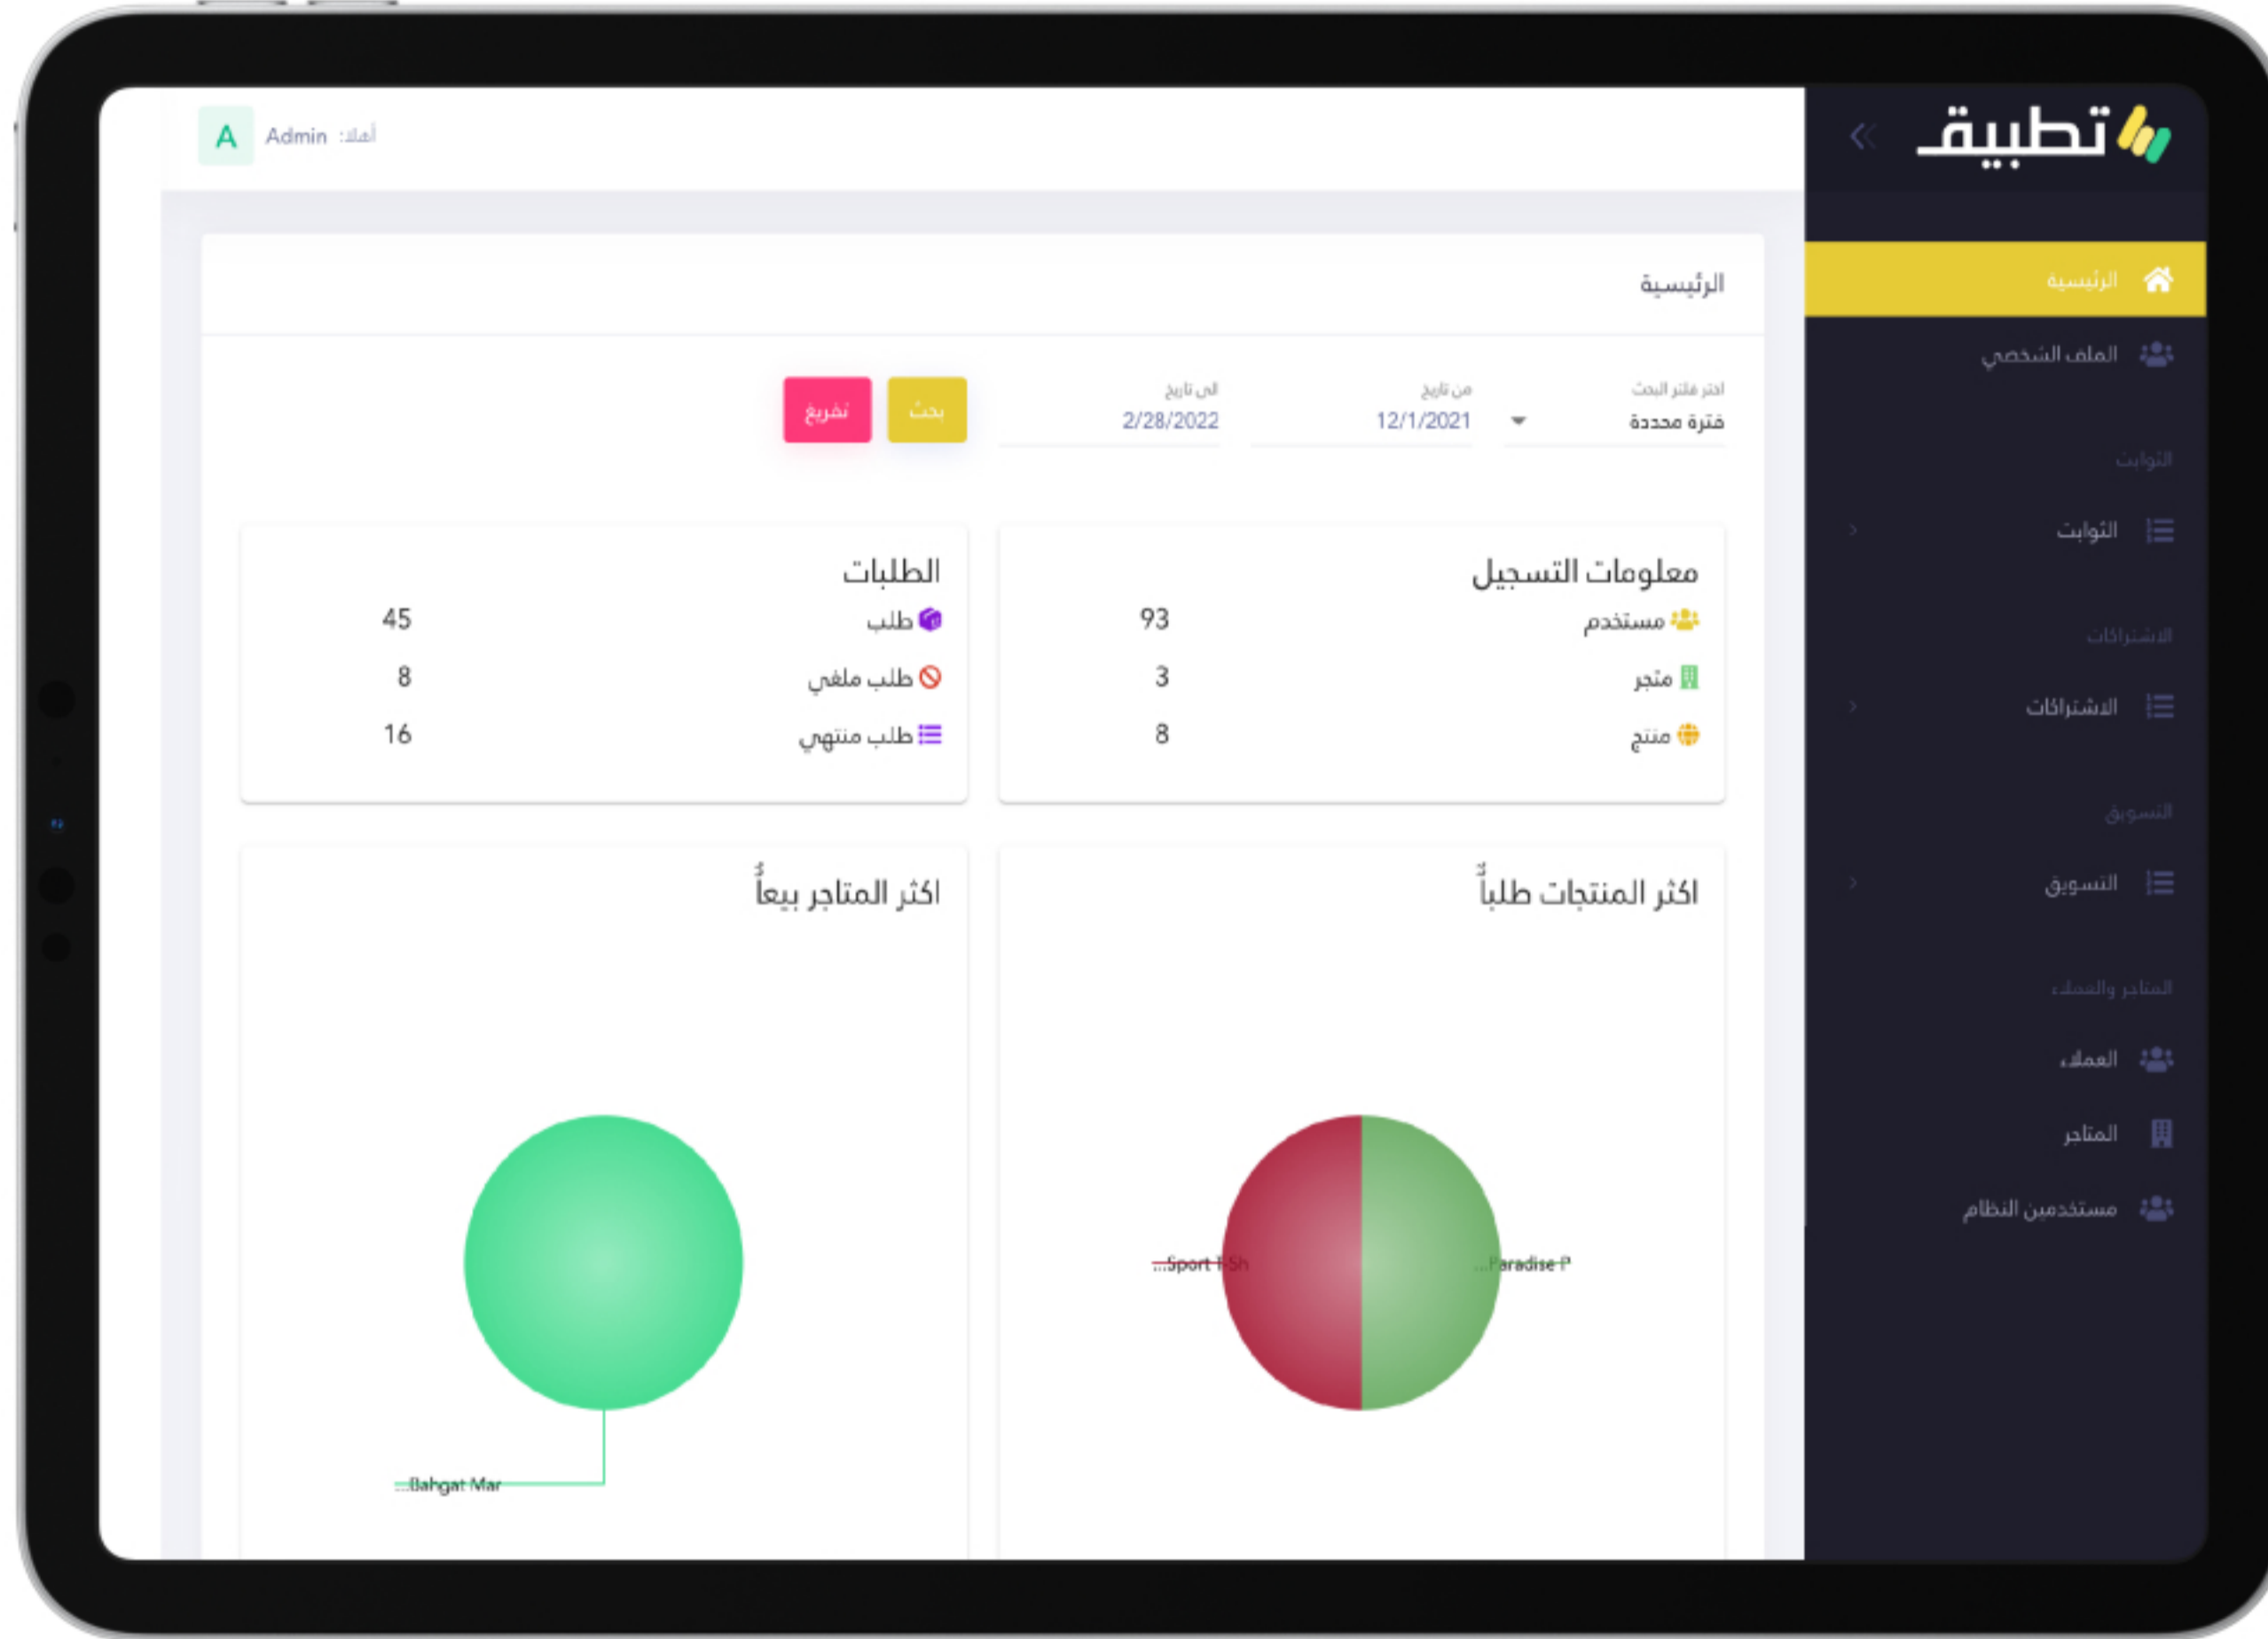 تطبيق
الرئيسية
الملف الشخصي
الثوابت
الثوابت
الاشتراكات
الاشتراكات
التسويق
التسويق
المتاجر والعملاء
العملاء
المتاجر
مستخدمين النظام
أهلا: Admin A
الرئيسية
اختر فلتر البحث
فترة محددة
من تاريخ
12/1/2021
الى تاريخ
2/28/2022
بحث
تفريغ
معلومات التسجيل
مستخدم 93
متجر 3
منتج 8
الطلبات
طلب 45
طلب ملغي 8
طلب منتهي 16
اكثر المنتجات طلباً
Paradise P...
Sport T-Sh...
اكثر المتاجر بيعاً
Bahgat Mar...